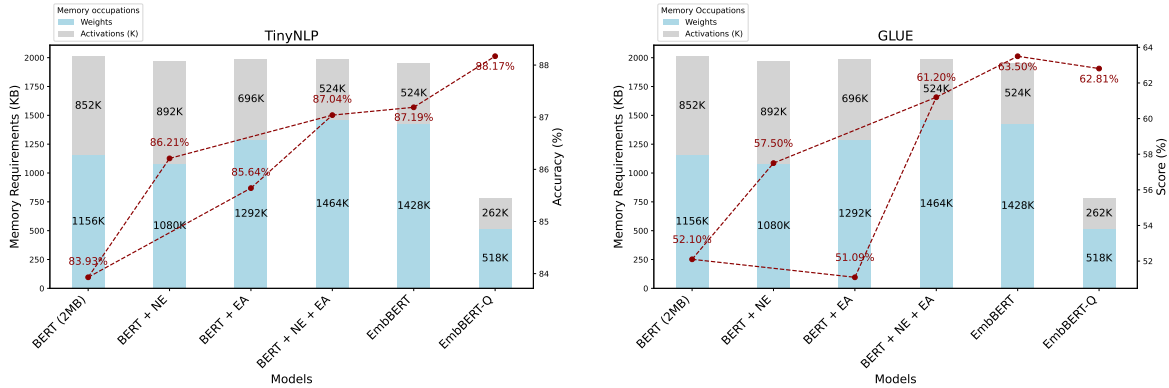 Memory occupations
Weights
Activations (K)
TinyNLP
Memory Requirements (KB)
2000
1750
1500
1250
1000
750
500
250
0
852K
892K
696K
524K
524K
262K
1156K
1080K
1292K
1464K
1428K
518K
83.93%
86.21%
85.64%
87.04%
87.19%
98.17%
88
87
86
85
84
Accuracy (%)
BERT (2MB)
BERT + NE
BERT + EA
BERT + NE + EA
EmbBERT
EmbBERT-Q
Models
Memory occupations
Weights
Activations (K)
GLUE
Memory Requirements (KB)
2000
1750
1500
1250
1000
750
500
250
0
852K
892K
696K
524K
524K
262K
1156K
1080K
1292K
1464K
1428K
518K
52.10%
57.50%
51.09%
61.20%
63.50%
62.81%
64
62
60
58
56
54
52
Score (%)
BERT (2MB)
BERT + NE
BERT + EA
BERT + NE + EA
EmbBERT
EmbBERT-Q
Models